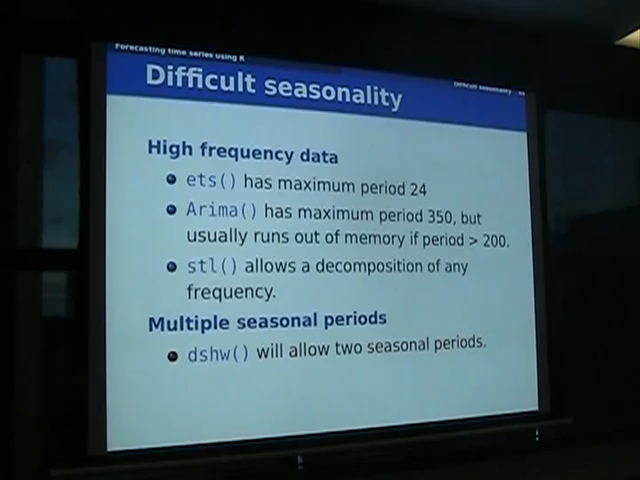 Forecasting time series using R
Difficult seasonality
Difficult seasonality
High frequency data
ets() has maximum period 24
Arima() has maximum period 350, but
usually runs out of memory if period > 200.
stl() allows a decomposition of any
frequency.
Multiple seasonal periods
dshw() will allow two seasonal periods.